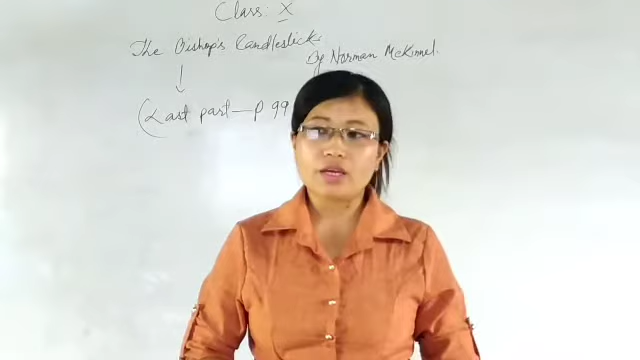 Class: X
The Bishop's Candlesticks
By Norman McKinnel.
(Last part — P 99